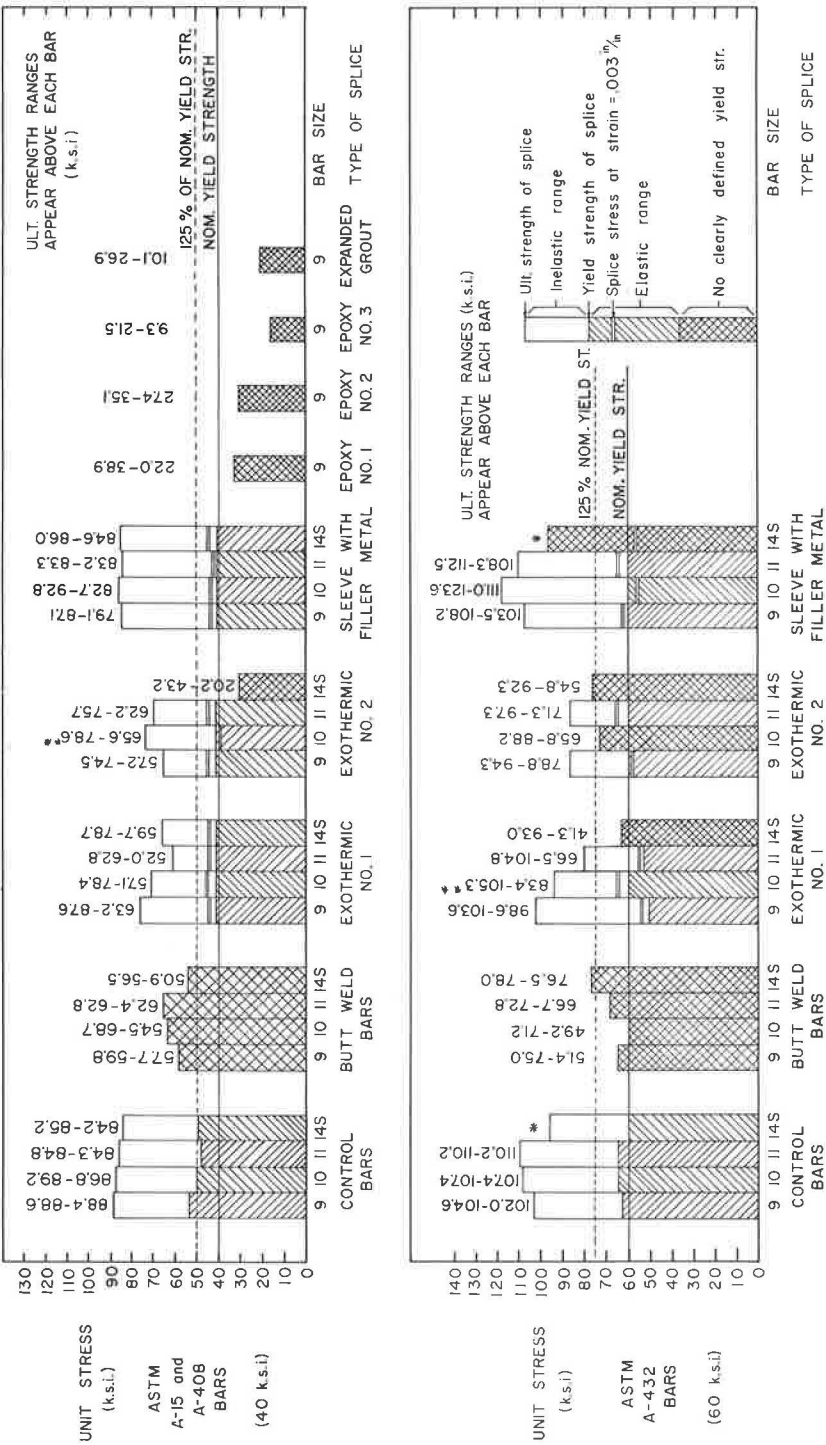 UNIT STRESS
(k.s.i.)
ASTM
A-15 and
A-408
BARS
(40 k.s.i.)
130
120
110
100
90
80
70
60
50
40
30
20
10
0
ULT. STRENGTH RANGES
APPEAR ABOVE EACH BAR
(k.s.i.)
125% OF NOM. YIELD STR.
NOM. YIELD STRENGTH
88.4-88.6
86.8-89.2
84.3-84.8
84.2-85.2
57.7-59.8
54.5-68.7
62.4-62.8
50.9-56.5
63.2-87.6
57.1-78.4
52.0-62.8
59.7-78.7
57.2-74.5
65.6-78.6**
62.2-75.7
20.2-43.2
79.1-87.1
82.7-92.8
83.2-83.3
84.6-86.0
22.0-38.9
27.4-35.1
9.3-21.5
10.1-26.9
9 10 11 14S
9 10 11 14S
9 10 11 14S
9 10 11 14S
9 10 11 14S
9
9
9
9
BAR SIZE
CONTROL
BARS
BUTT WELD
BARS
EXOTHERMIC
NO. 1
EXOTHERMIC
NO. 2
SLEEVE WITH
FILLER METAL
EPOXY
NO. 1
EPOXY
NO. 2
EPOXY
NO. 3
EXPANDED
GROUT
TYPE OF SPLICE
UNIT STRESS
(k.s.i.)
ASTM
A-432
BARS
(60 k.s.i.)
140
130
120
110
100
90
80
70
60
50
40
30
20
10
0
ULT. STRENGTH RANGES (k.s.i.)
APPEAR ABOVE EACH BAR
125% NOM. YIELD ST.
NOM. YIELD STR.
102.0-104.6
107.4-107.4
110.2-110.2
*
51.4-75.0
49.2-71.2
66.7-72.8
76.5-78.0
98.6-103.6
83.4-105.3**
66.5-104.8
41.3-93.0
78.8-94.3
65.8-88.2
71.3-97.3
54.8-92.3
103.5-108.2
111.0-123.6
108.3-112.5
*
Ult. strength of splice
Inelastic range
Yield strength of splice
Splice stress at strain = .003 in/in
Elastic range
No clearly defined yield str.
9 10 11 14S
9 10 11 14S
9 10 11 14S
9 10 11 14S
9 10 11 14S
BAR SIZE
CONTROL
BARS
BUTT WELD
BARS
EXOTHERMIC
NO. 1
EXOTHERMIC
NO. 2
SLEEVE WITH
FILLER METAL
TYPE OF SPLICE